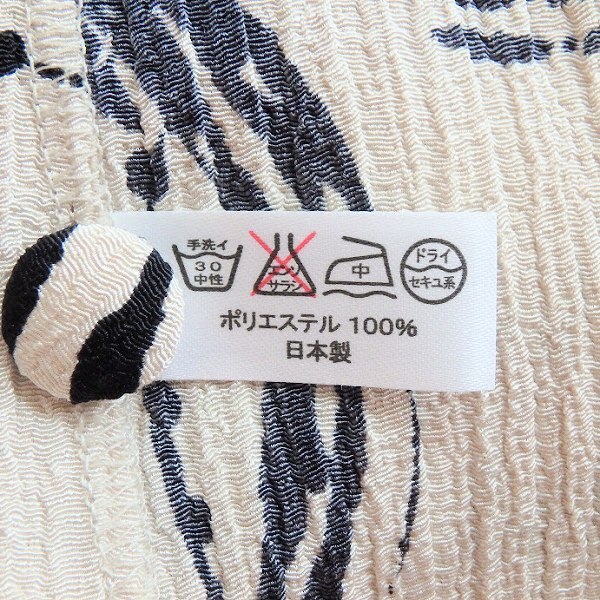 手洗イ
30
中性
エンソ
サラシ
中
ドライ
セキユ系
ポリエステル 100%
日本製